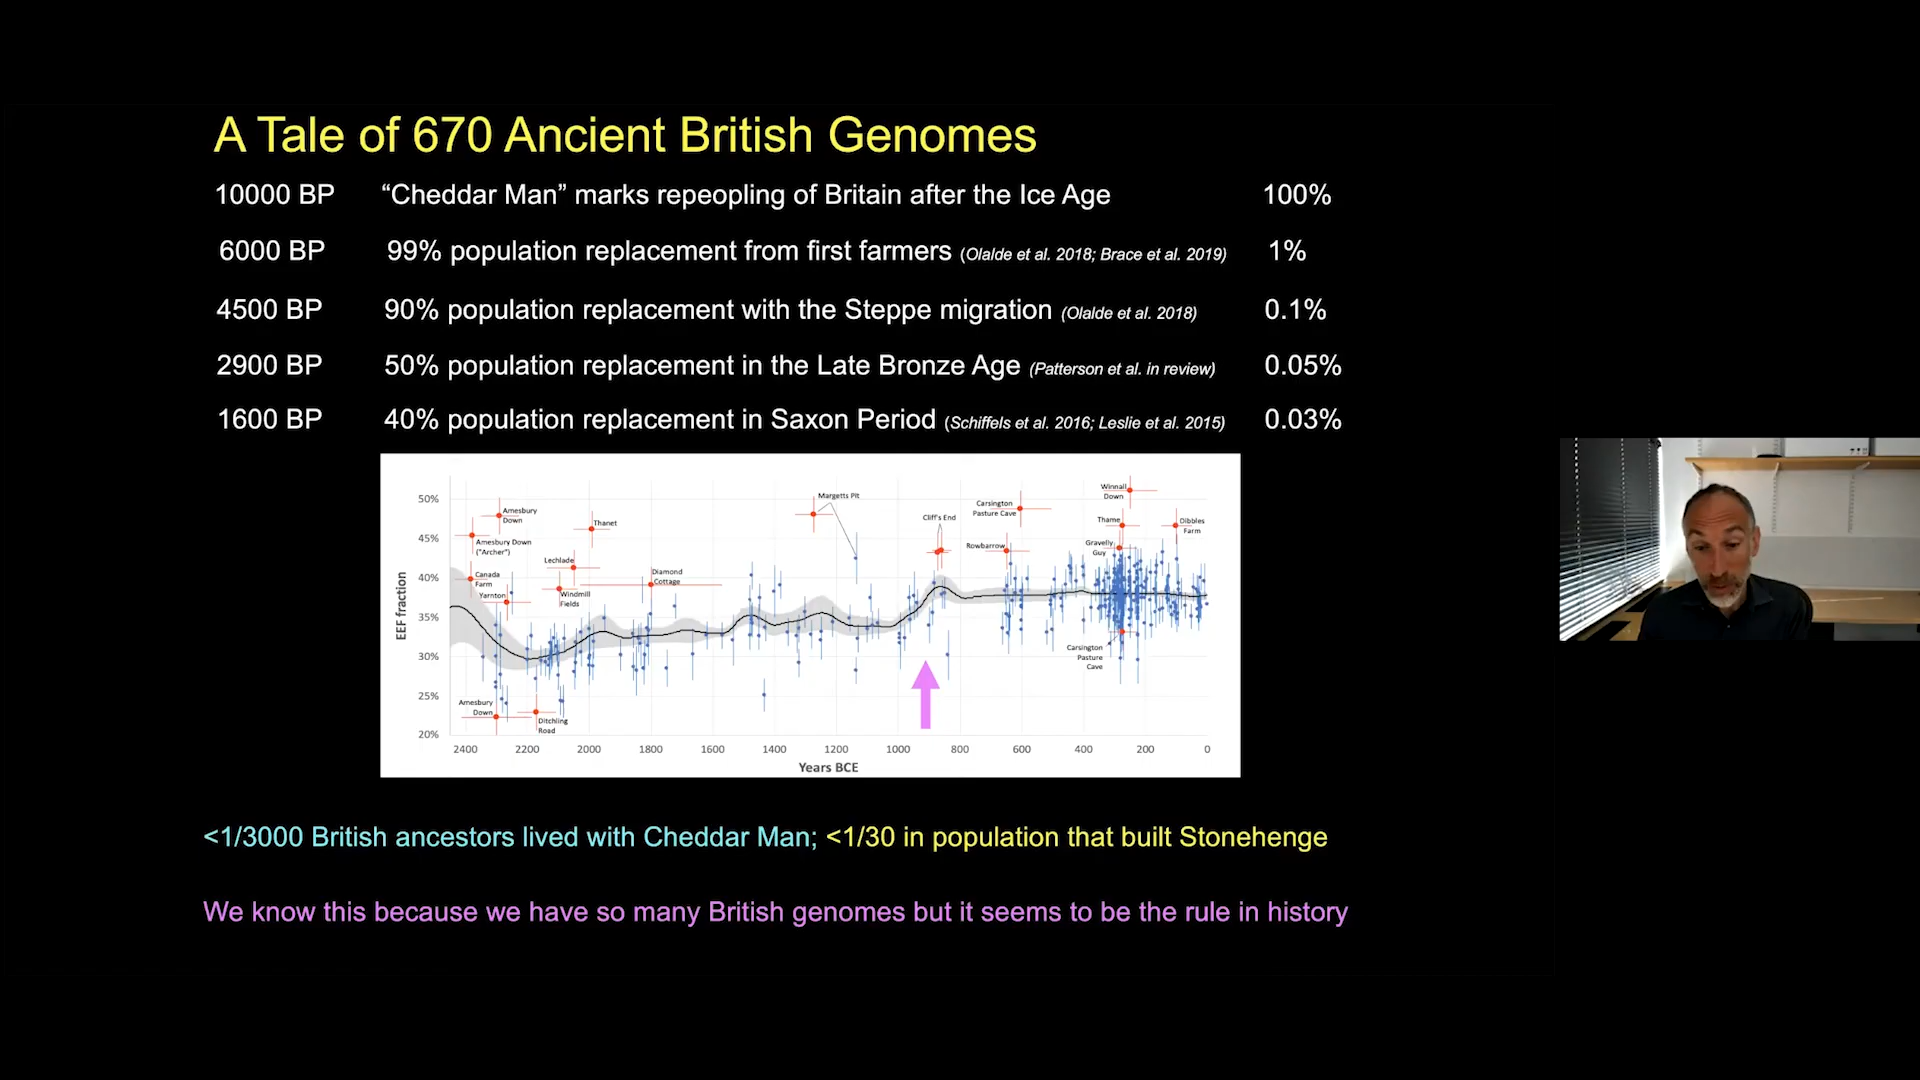 A Tale of 670 Ancient British Genomes
10000 BP “Cheddar Man” marks repeopling of Britain after the Ice Age 100%
6000 BP 99% population replacement from first farmers (Olalde et al. 2018; Brace et al. 2019) 1%
4500 BP 90% population replacement with the Steppe migration (Olalde et al. 2018) 0.1%
2900 BP 50% population replacement in the Late Bronze Age (Patterson et al. in review) 0.05%
1600 BP 40% population replacement in Saxon Period (Schiffels et al. 2016; Leslie et al. 2015) 0.03%
EEF fraction
50%
45%
40%
35%
30%
25%
20%
Amesbury
Down
Amesbury Down
("Archer")
Canada
Farm
Yarnton
Lechlade
Thanet
Windmill
Fields
Diamond
Cottage
Amesbury
Down
Ditchling
Road
Margetts Pit
Cliff's End
Carsington
Pasture Cave
Rowbarrow
Winnall
Down
Thame
Gravelly
Guy
Dibbles
Farm
Carsington
Pasture
Cave
2400 2200 2000 1800 1600 1400 1200 1000 800 600 400 200 0
Years BCE
<1/3000 British ancestors lived with Cheddar Man; <1/30 in population that built Stonehenge
We know this because we have so many British genomes but it seems to be the rule in history